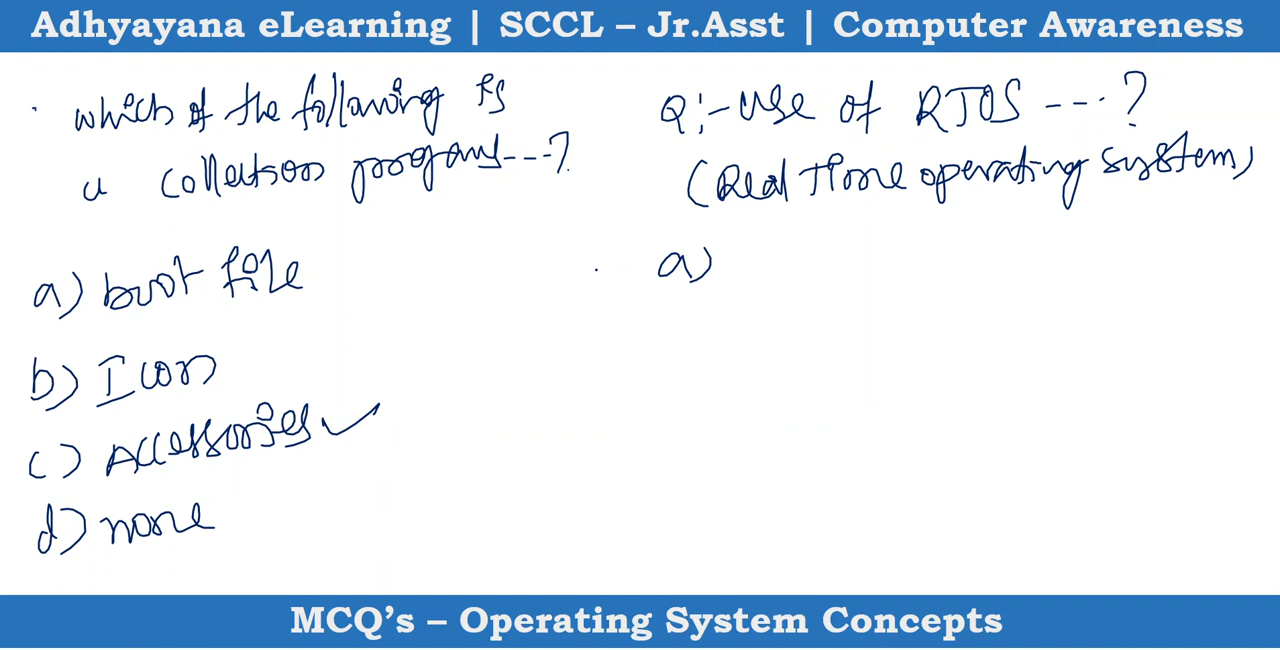 Adhyayana eLearning | SCCL – Jr.Asst | Computer Awareness
which of the following is
a collection programs---?
a) boot file
b) Icon
c) Accessories ✓
d) none
Q:- Use of RTOS ---.?
(Real time operating system)
a)
MCQ's – Operating System Concepts